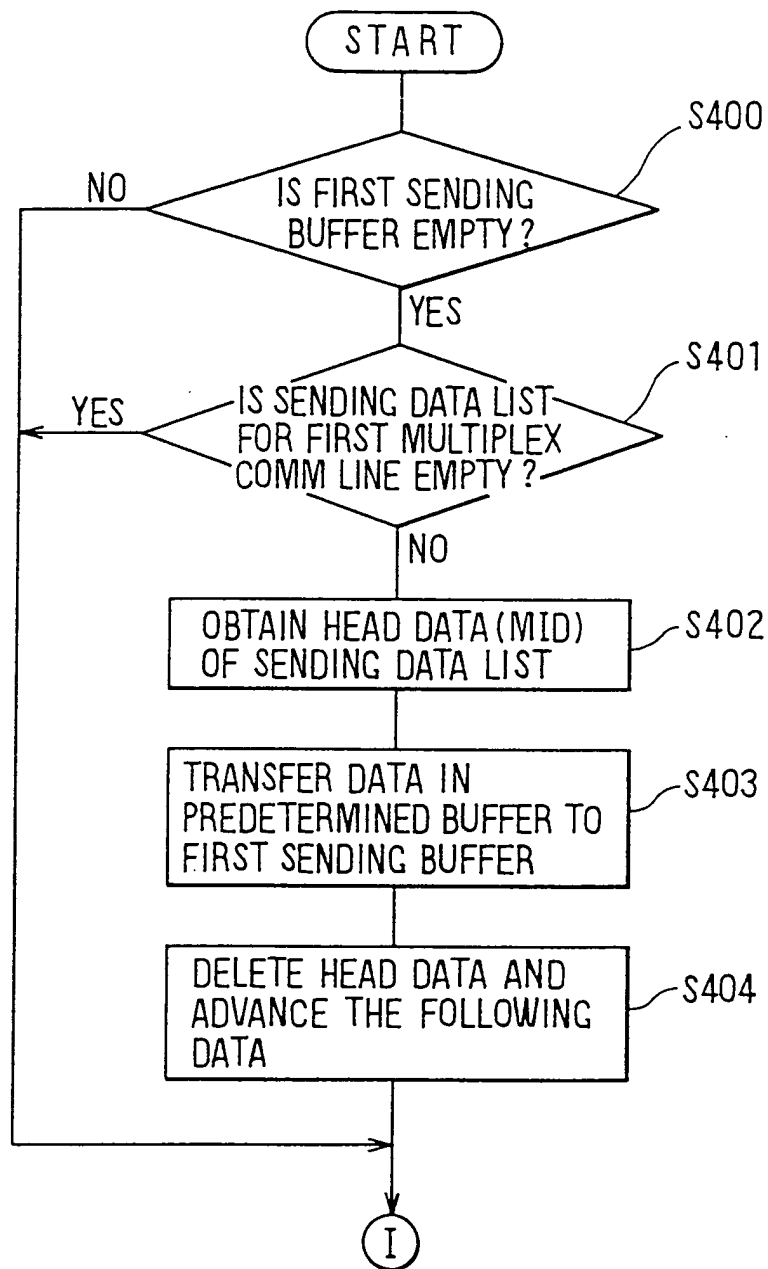 START
S400
NO
IS FIRST SENDING
BUFFER EMPTY?
YES
S401
YES
IS SENDING DATA LIST
FOR FIRST MULTIPLEX
COMM LINE EMPTY?
NO
OBTAIN HEAD DATA(MID)
OF SENDING DATA LIST
S402
TRANSFER DATA IN
PREDETERMINED BUFFER TO
FIRST SENDING BUFFER
S403
DELETE HEAD DATA AND
ADVANCE THE FOLLOWING
DATA
S404
I